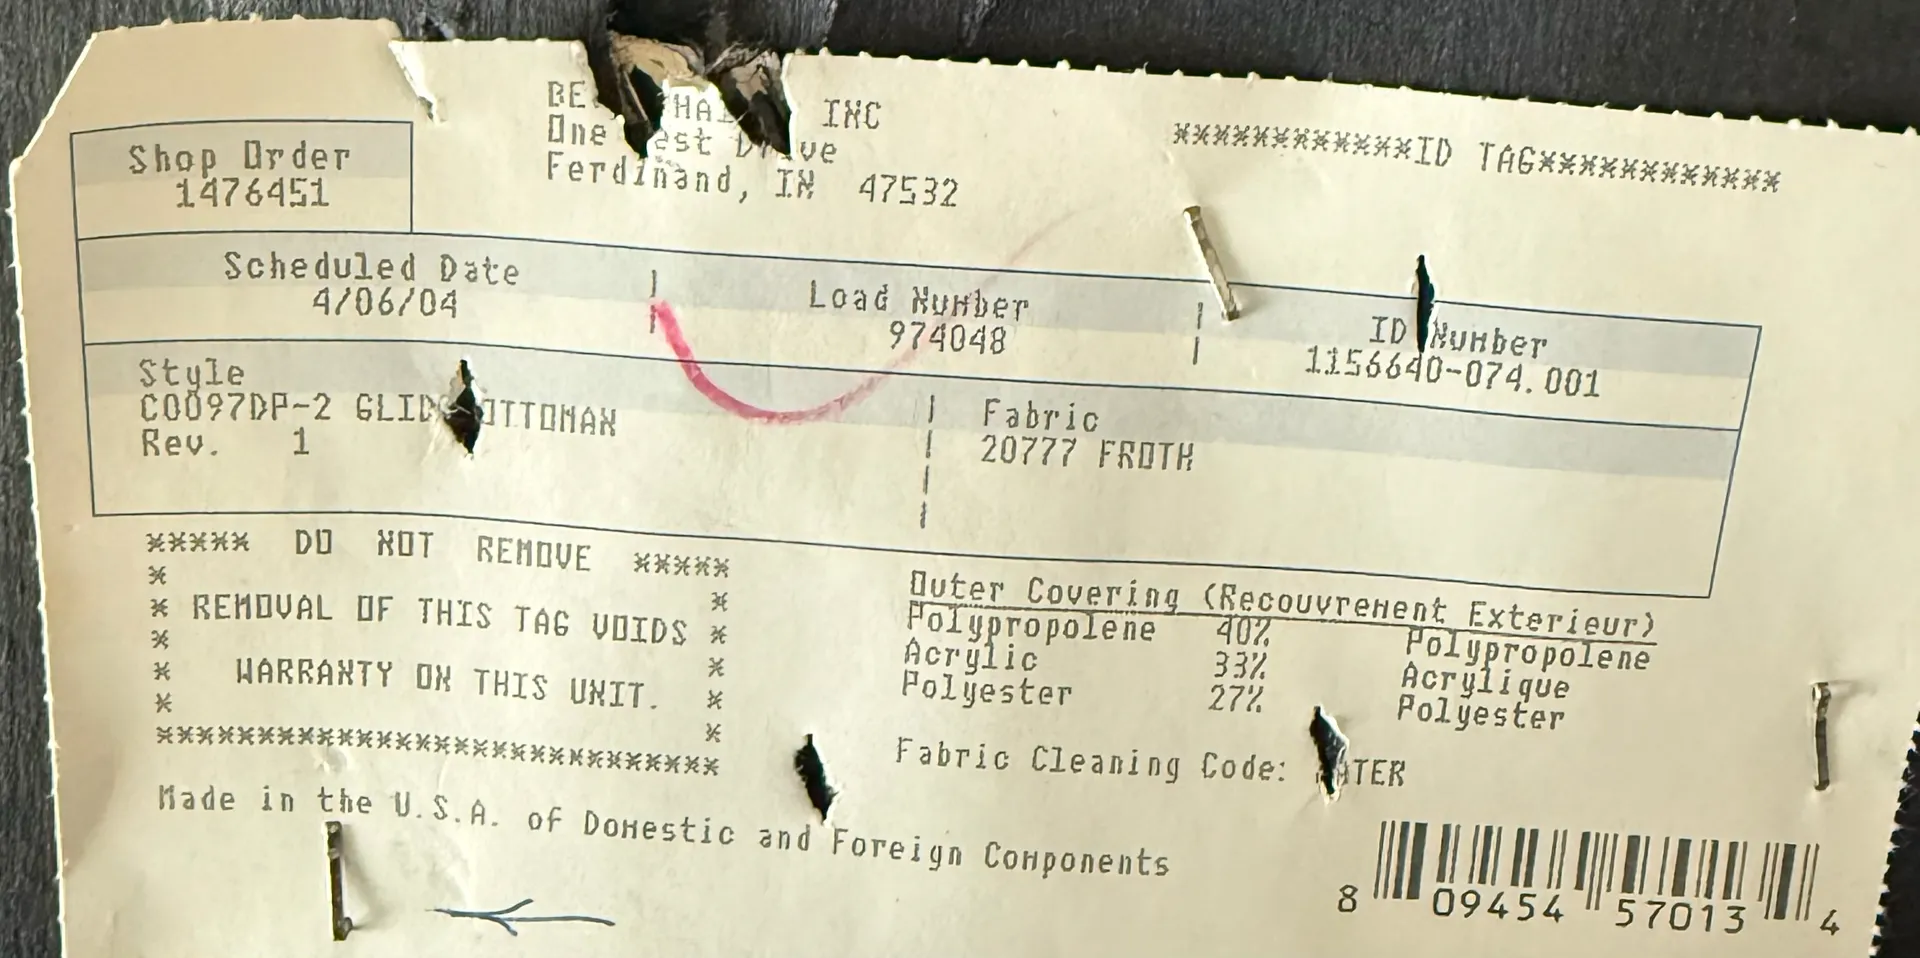 INC
One Drive
Ferdinand, IN 47532
************ID TAG************
Shop Order
1476451
Scheduled Date
4/06/04
Load Number
974048
ID Number
1156640-074.001
Style
C0097DP-2 OTTOMAN
Rev. 1
Fabric
20777 FROTH
***** DO NOT REMOVE *****
* *
* REMOVAL OF THIS TAG VOIDS *
* *
* WARRANTY ON THIS UNIT. *
* *
****************************
Outer Covering (Recouvrement Exterieur)
Polypropolene 40% Polypropolene
Acrylic 33% Acrylique
Polyester 27% Polyester
Fabric Cleaning Code:
Made in the U.S.A. of Domestic and Foreign Components
8 09454 57013 4